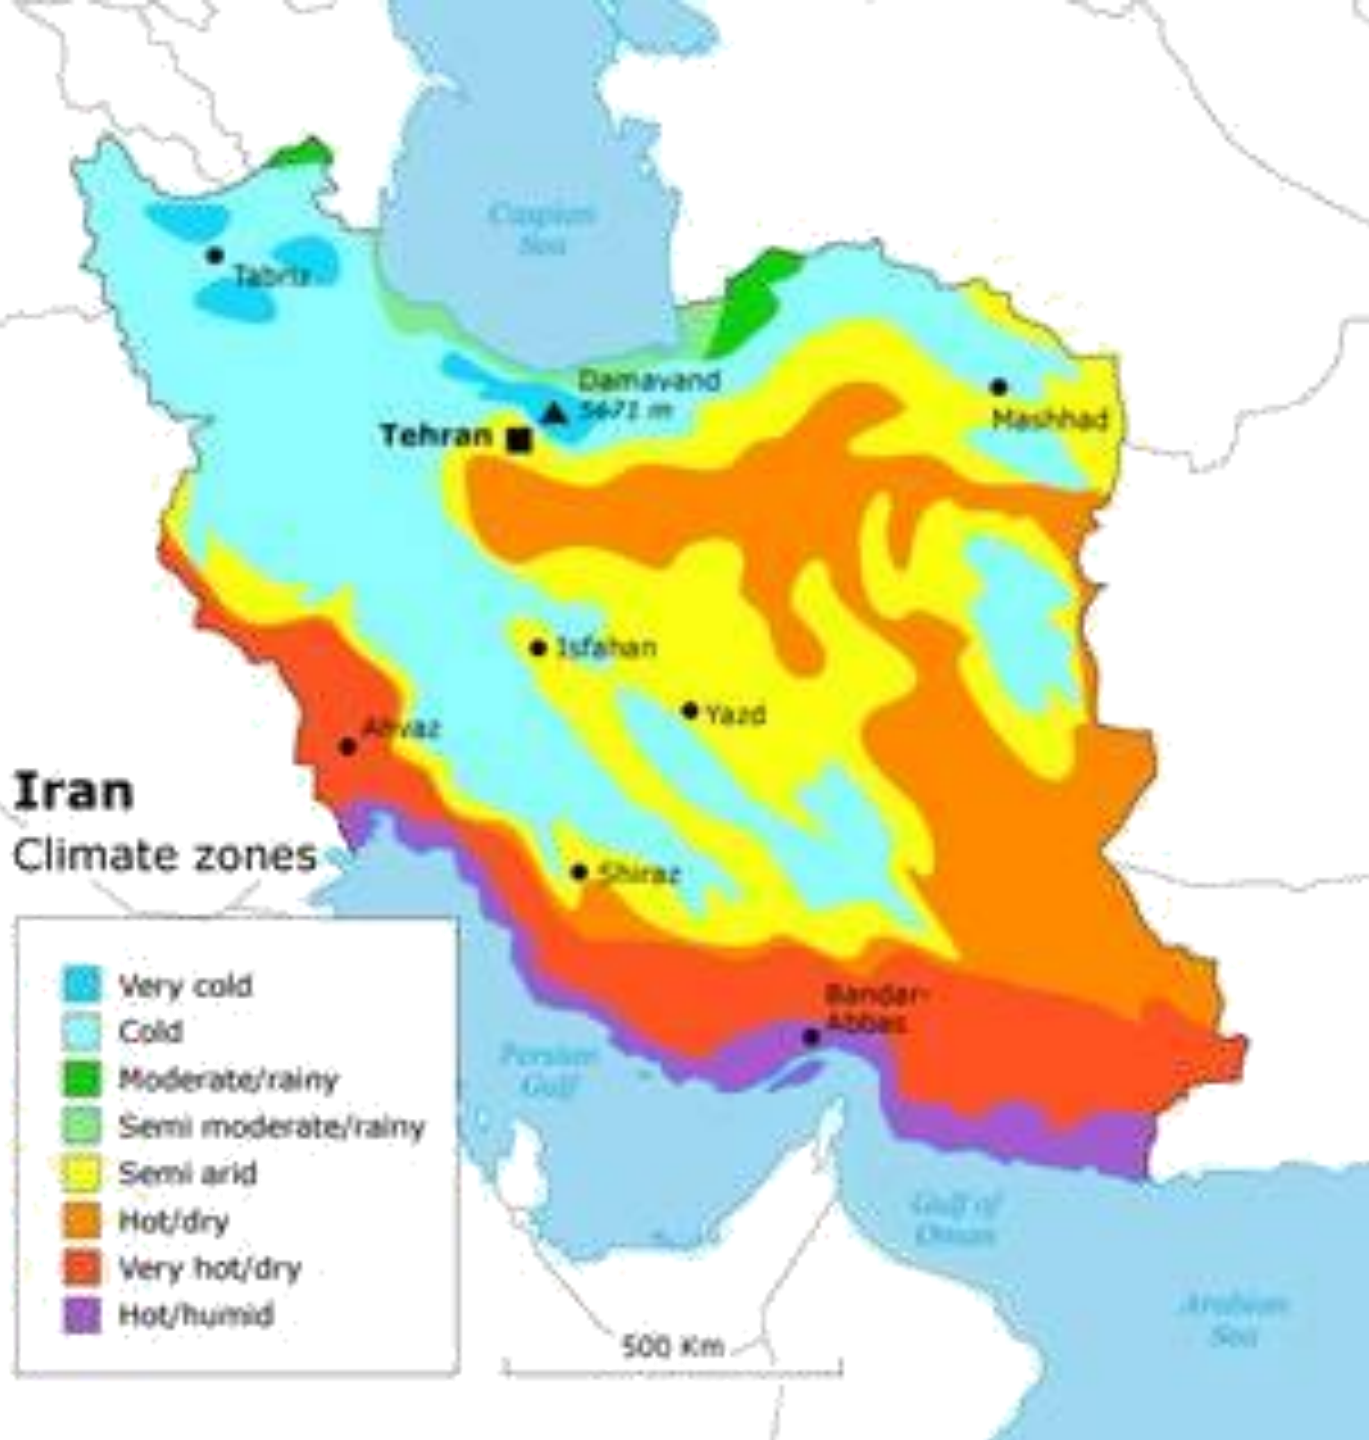 Caspian
Sea
Tabriz
Damavand
5671 m
Tehran
Mashhad
Isfahan
Yazd
Ahvaz
Iran
Climate zones
Shiraz
Bandar-
Abbas
Persian
Gulf
Gulf of
Oman
Arabian
Sea
Very cold
Cold
Moderate/rainy
Semi moderate/rainy
Semi arid
Hot/dry
Very hot/dry
Hot/humid
500 Km